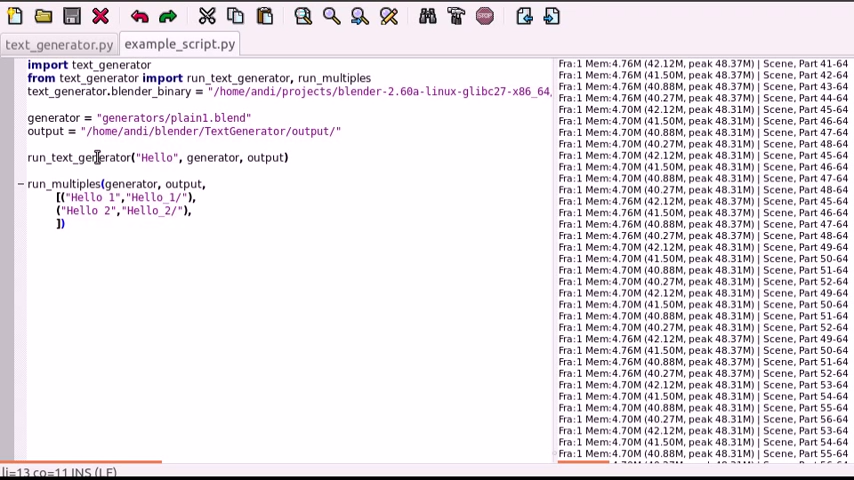 text_generator.py
example_script.py
import text_generator
from text_generator import run_text_generator, run_multiples
text_generator.blender_binary = "/home/andi/projects/blender-2.60a-linux-glibc27-x86_64
generator = "generators/plain1.blend"
output = "/home/andi/blender/TextGenerator/output/"
run_text_generator("Hello", generator, output)
run_multiples(generator, output,
[("Hello 1","Hello_1/"),
("Hello 2","Hello_2/"),
])
li=13 co=11 INS (LF)
Fra:1 Mem:4.76M (42.12M, peak 48.37M) | Scene, Part 41-64
Fra:1 Mem:4.76M (41.50M, peak 48.37M) | Scene, Part 42-64
Fra:1 Mem:4.76M (40.88M, peak 48.37M) | Scene, Part 43-64
Fra:1 Mem:4.76M (40.27M, peak 48.37M) | Scene, Part 44-64
Fra:1 Mem:4.76M (42.12M, peak 48.37M) | Scene, Part 45-64
Fra:1 Mem:4.76M (41.50M, peak 48.37M) | Scene, Part 46-64
Fra:1 Mem:4.76M (40.88M, peak 48.37M) | Scene, Part 47-64
Fra:1 Mem:4.70M (40.27M, peak 48.31M) | Scene, Part 48-64
Fra:1 Mem:4.70M (42.12M, peak 48.31M) | Scene, Part 45-64
Fra:1 Mem:4.70M (41.50M, peak 48.31M) | Scene, Part 46-64
Fra:1 Mem:4.76M (40.88M, peak 48.37M) | Scene, Part 47-64
Fra:1 Mem:4.76M (40.27M, peak 48.37M) | Scene, Part 48-64
Fra:1 Mem:4.76M (42.12M, peak 48.37M) | Scene, Part 45-64
Fra:1 Mem:4.76M (41.50M, peak 48.37M) | Scene, Part 46-64
Fra:1 Mem:4.76M (40.88M, peak 48.37M) | Scene, Part 47-64
Fra:1 Mem:4.70M (40.27M, peak 48.31M) | Scene, Part 48-64
Fra:1 Mem:4.70M (42.12M, peak 48.31M) | Scene, Part 49-64
Fra:1 Mem:4.70M (41.50M, peak 48.31M) | Scene, Part 50-64
Fra:1 Mem:4.70M (40.88M, peak 48.31M) | Scene, Part 51-64
Fra:1 Mem:4.70M (40.27M, peak 48.31M) | Scene, Part 52-64
Fra:1 Mem:4.70M (42.12M, peak 48.31M) | Scene, Part 49-64
Fra:1 Mem:4.70M (41.50M, peak 48.31M) | Scene, Part 50-64
Fra:1 Mem:4.70M (40.88M, peak 48.31M) | Scene, Part 51-64
Fra:1 Mem:4.70M (40.27M, peak 48.31M) | Scene, Part 52-64
Fra:1 Mem:4.76M (42.12M, peak 48.37M) | Scene, Part 49-64
Fra:1 Mem:4.76M (41.50M, peak 48.37M) | Scene, Part 50-64
Fra:1 Mem:4.76M (40.88M, peak 48.37M) | Scene, Part 51-64
Fra:1 Mem:4.76M (40.27M, peak 48.37M) | Scene, Part 52-64
Fra:1 Mem:4.70M (42.12M, peak 48.31M) | Scene, Part 53-64
Fra:1 Mem:4.70M (41.50M, peak 48.31M) | Scene, Part 54-64
Fra:1 Mem:4.70M (40.88M, peak 48.31M) | Scene, Part 55-64
Fra:1 Mem:4.70M (40.27M, peak 48.31M) | Scene, Part 56-64
Fra:1 Mem:4.70M (42.12M, peak 48.31M) | Scene, Part 53-64
Fra:1 Mem:4.70M (41.50M, peak 48.31M) | Scene, Part 54-64
Fra:1 Mem:4.70M (40.88M, peak 48.31M) | Scene, Part 55-64